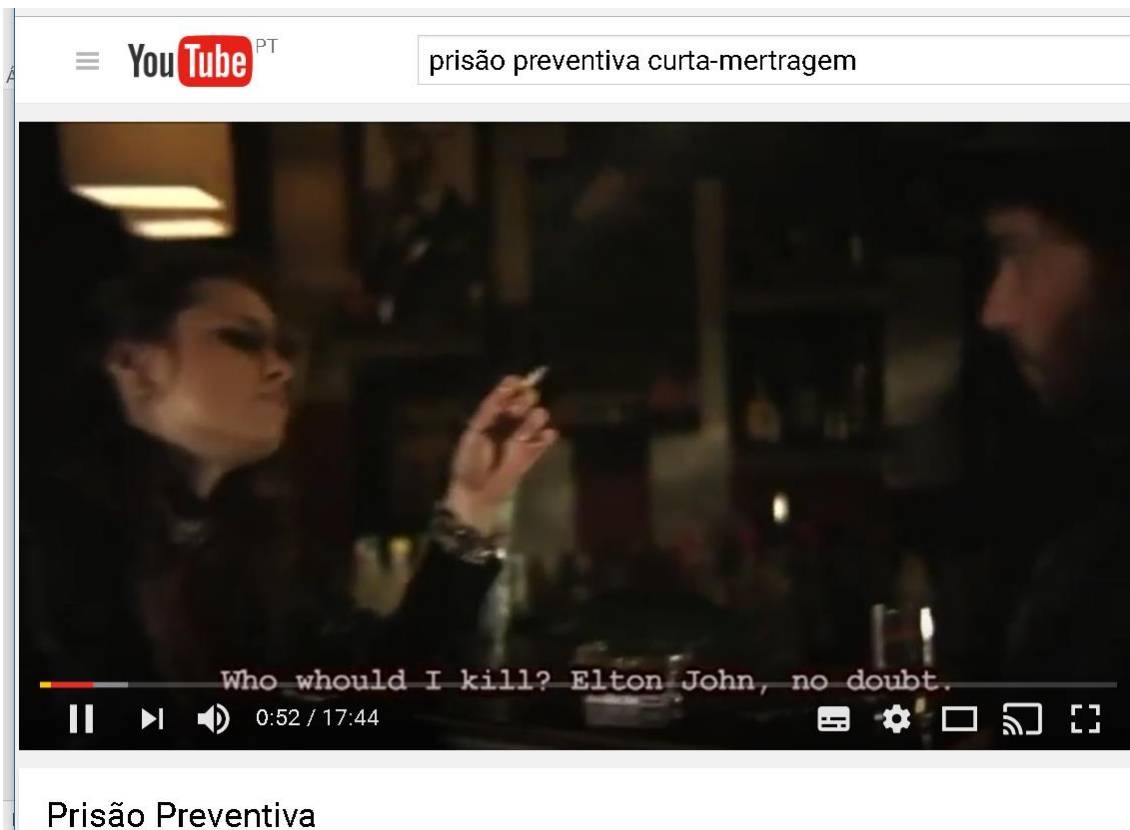 YouTube PT
prisão preventiva curta-mertragem
Who whould I kill? Elton John, no doubt.
0:52 / 17:44
Prisão Preventiva